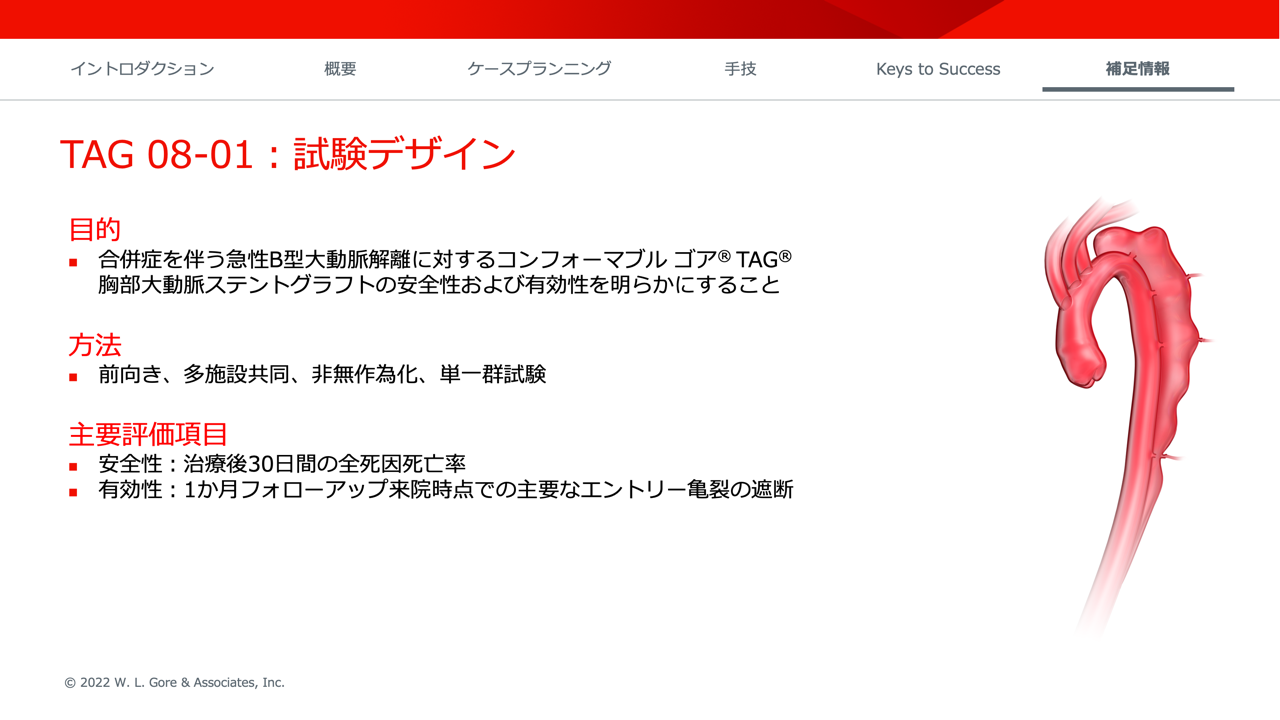 イントロダクション
概要
ケースプランニング
手技
Keys to Success
補足情報
TAG 08-01：試験デザイン
目的
■ 合併症を伴う急性B型大動脈解離に対するコンフォーマブル ゴア® TAG®
胸部大動脈ステントグラフトの安全性および有効性を明らかにすること
方法
■ 前向き、多施設共同、非無作為化、単一群試験
主要評価項目
■ 安全性：治療後30日間の全死因死亡率
■ 有効性：1か月フォローアップ来院時点での主要なエントリー亀裂の遮断
© 2022 W. L. Gore & Associates, Inc.